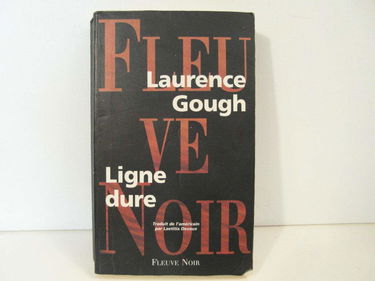 FLEU
Laurence
Gough
VE
Ligne
dure
NOIR
Traduit de l'américain
par Laetitia Devaux
FLEUVE NOIR